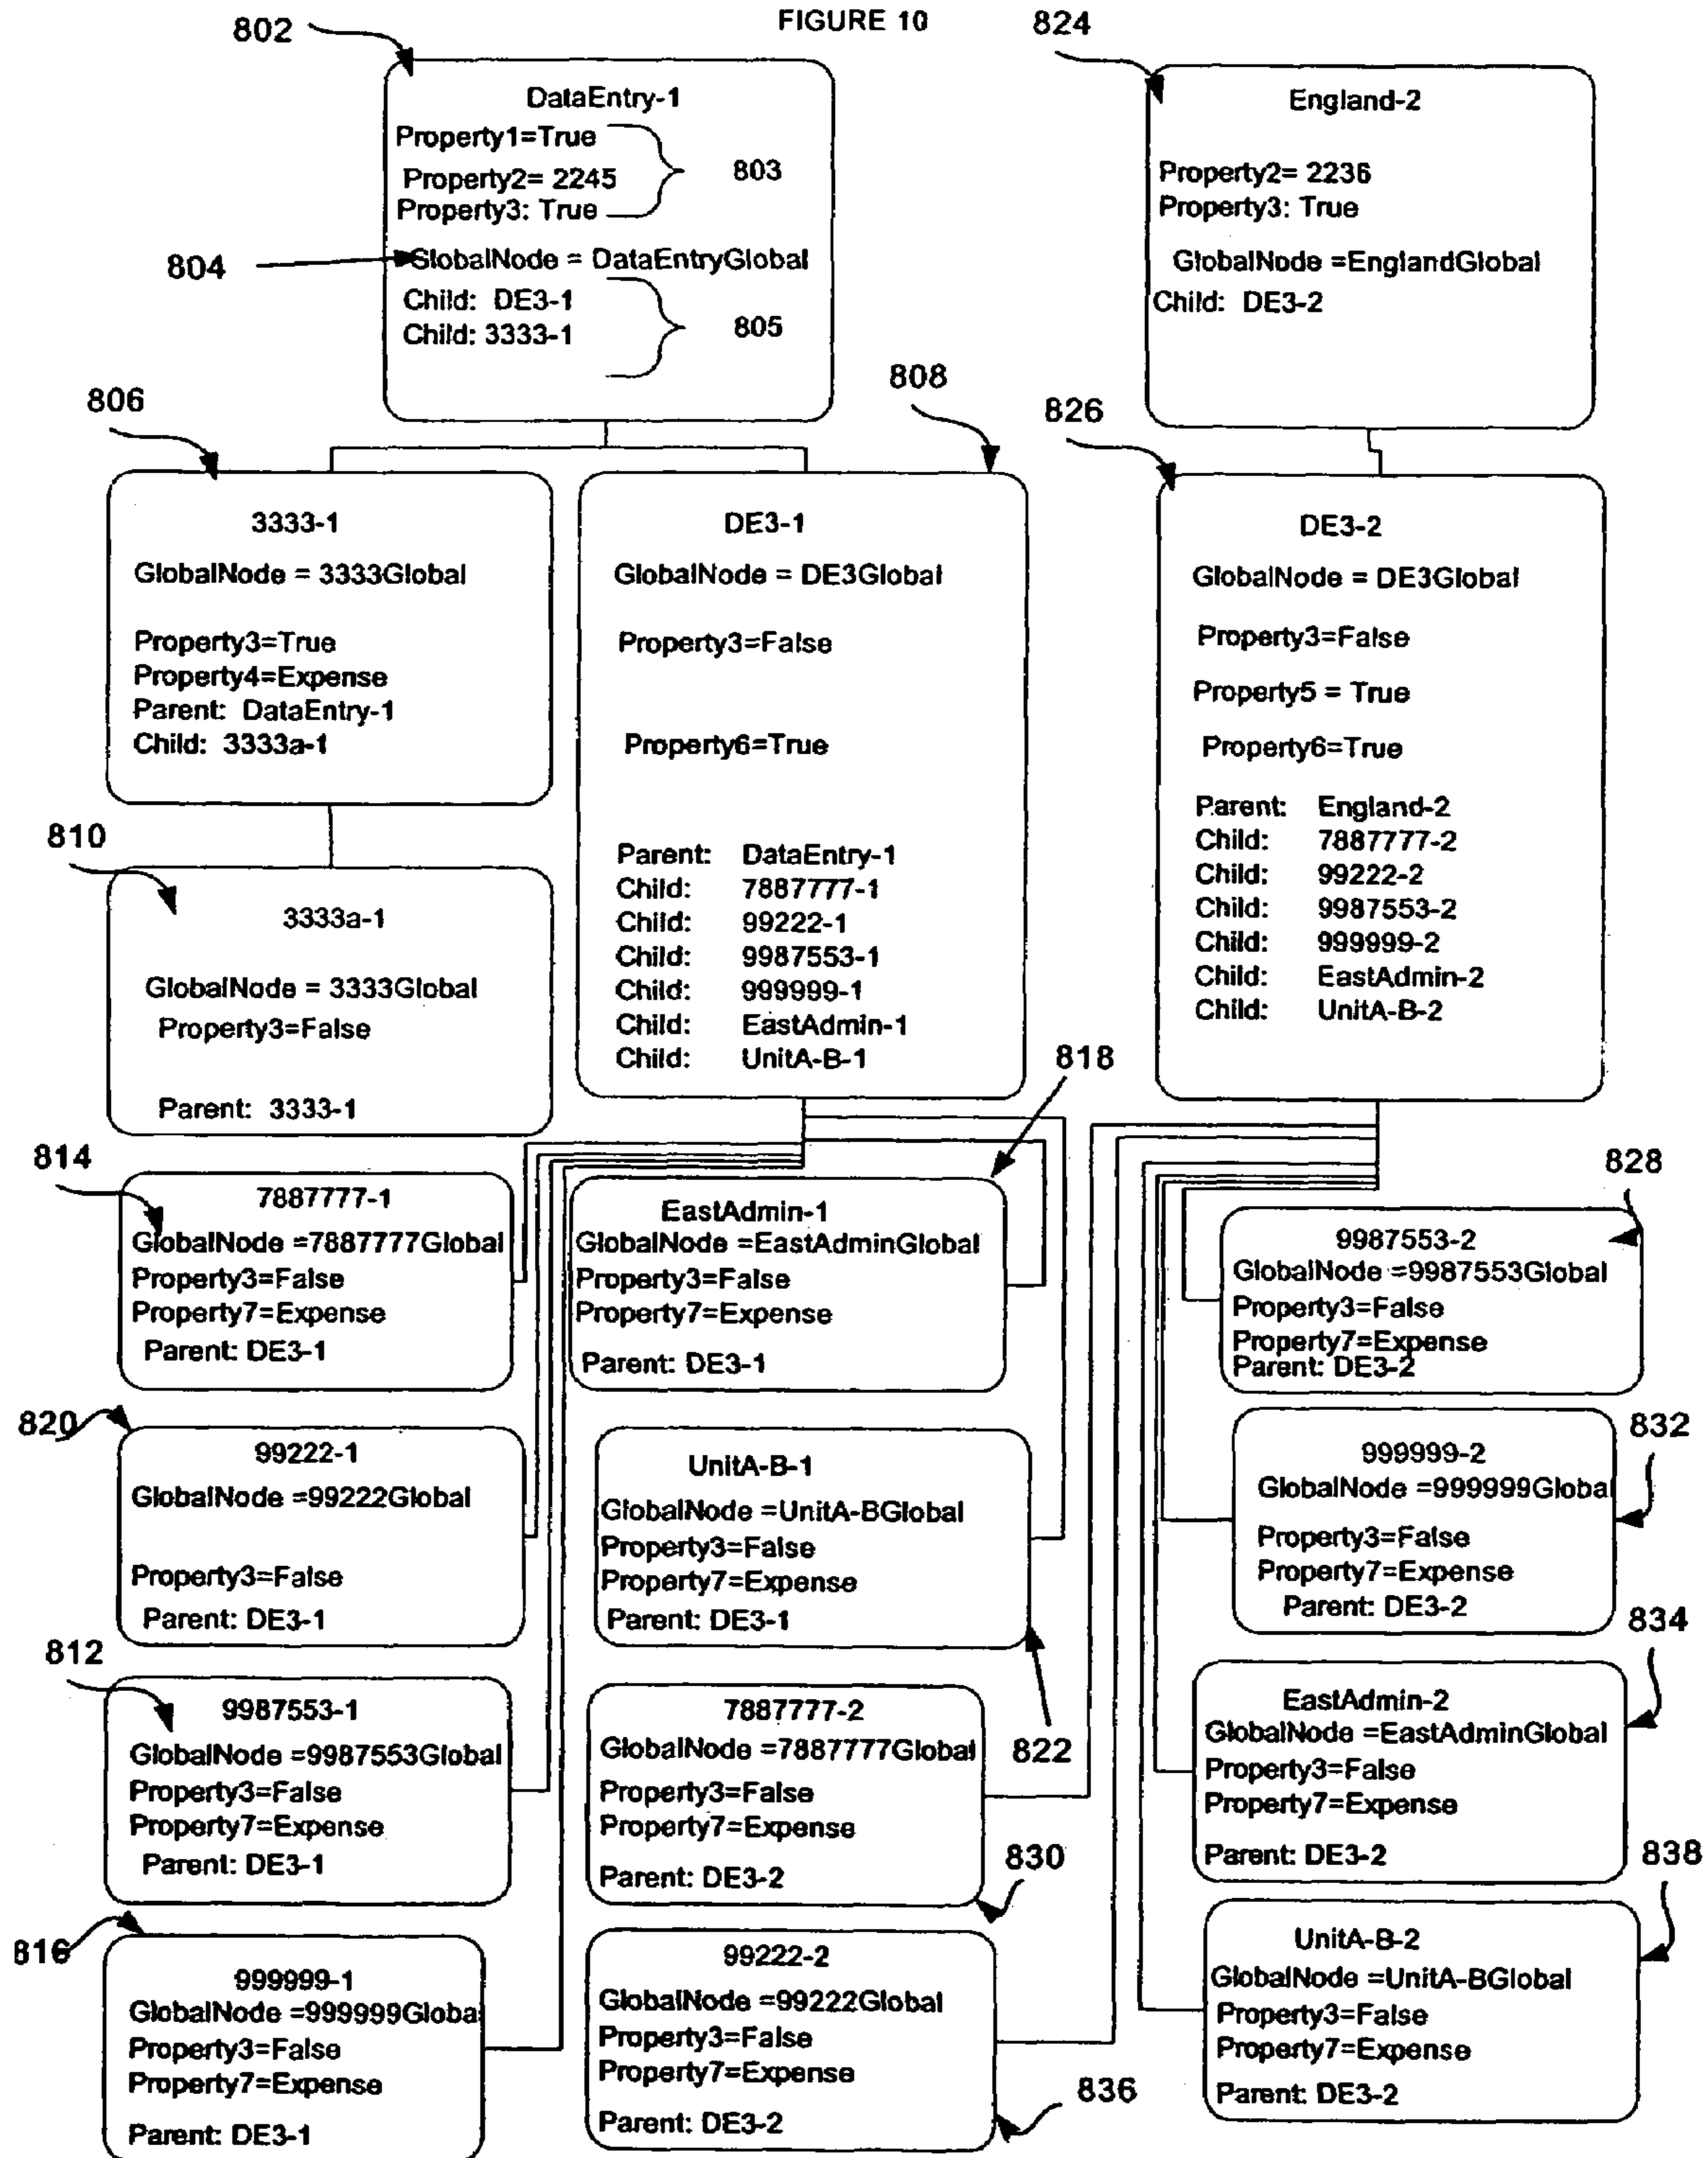 FIGURE 10
802
824
DataEntry-1
Property1=True
Property2= 2245
Property3: True
803
804
GlobalNode = DataEntryGlobal
Child: DE3-1
Child: 3333-1
805
England-2
Property2= 2236
Property3: True
GlobalNode =EnglandGlobal
Child: DE3-2
806
808
826
3333-1
GlobalNode = 3333Global
Property3=True
Property4=Expense
Parent: DataEntry-1
Child: 3333a-1
DE3-1
GlobalNode = DE3Global
Property3=False
Property6=True
Parent: DataEntry-1
Child: 7887777-1
Child: 99222-1
Child: 9987553-1
Child: 999999-1
Child: EastAdmin-1
Child: UnitA-B-1
DE3-2
GlobalNode = DE3Global
Property3=False
Property5 = True
Property6=True
Parent: England-2
Child: 7887777-2
Child: 99222-2
Child: 9987553-2
Child: 999999-2
Child: EastAdmin-2
Child: UnitA-B-2
810
3333a-1
GlobalNode = 3333Global
Property3=False
Parent: 3333-1
818
814
7887777-1
GlobalNode =7887777Global
Property3=False
Property7=Expense
Parent: DE3-1
EastAdmin-1
GlobalNode =EastAdminGlobal
Property3=False
Property7=Expense
Parent: DE3-1
828
9987553-2
GlobalNode =9987553Global
Property3=False
Property7=Expense
Parent: DE3-2
820
99222-1
GlobalNode =99222Global
Property3=False
Parent: DE3-1
UnitA-B-1
GlobalNode =UnitA-BGlobal
Property3=False
Property7=Expense
Parent: DE3-1
822
832
999999-2
GlobalNode =999999Global
Property3=False
Property7=Expense
Parent: DE3-2
812
9987553-1
GlobalNode =9987553Global
Property3=False
Property7=Expense
Parent: DE3-1
7887777-2
GlobalNode =7887777Global
Property3=False
Property7=Expense
Parent: DE3-2
830
834
EastAdmin-2
GlobalNode =EastAdminGlobal
Property3=False
Property7=Expense
Parent: DE3-2
816
999999-1
GlobalNode =999999Global
Property3=False
Property7=Expense
Parent: DE3-1
99222-2
GlobalNode =99222Global
Property3=False
Property7=Expense
Parent: DE3-2
836
838
UnitA-B-2
GlobalNode =UnitA-BGlobal
Property3=False
Property7=Expense
Parent: DE3-2